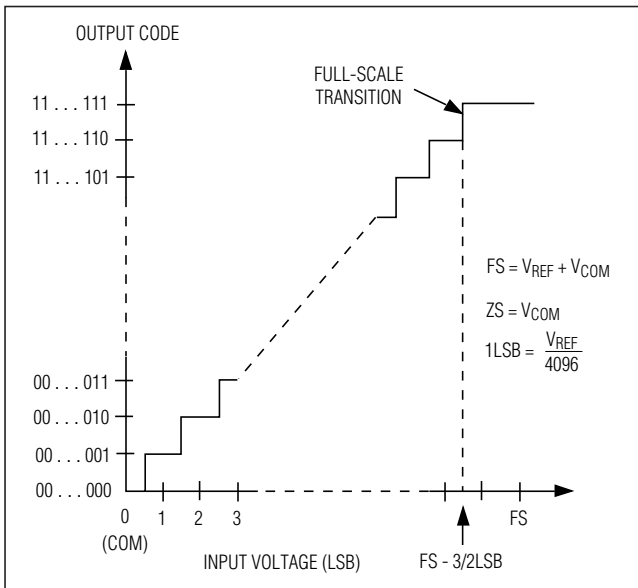 OUTPUT CODE
FULL-SCALE
TRANSITION
11 . . . 111
11 . . . 110
11 . . . 101
FS = VREF + VCOM
ZS = VCOM
1LSB = VREF
4096
00 . . . 011
00 . . . 010
00 . . . 001
00 . . . 000
0 1 2 3 FS
(COM)
INPUT VOLTAGE (LSB) FS - 3/2LSB